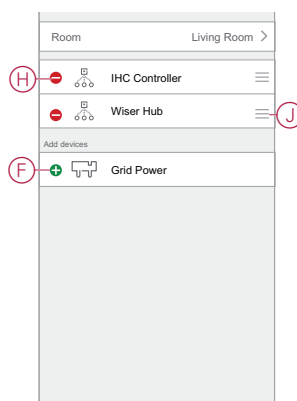 Room Living Room >
H IHC Controller
Wiser Hub J
Add devices
F Grid Power